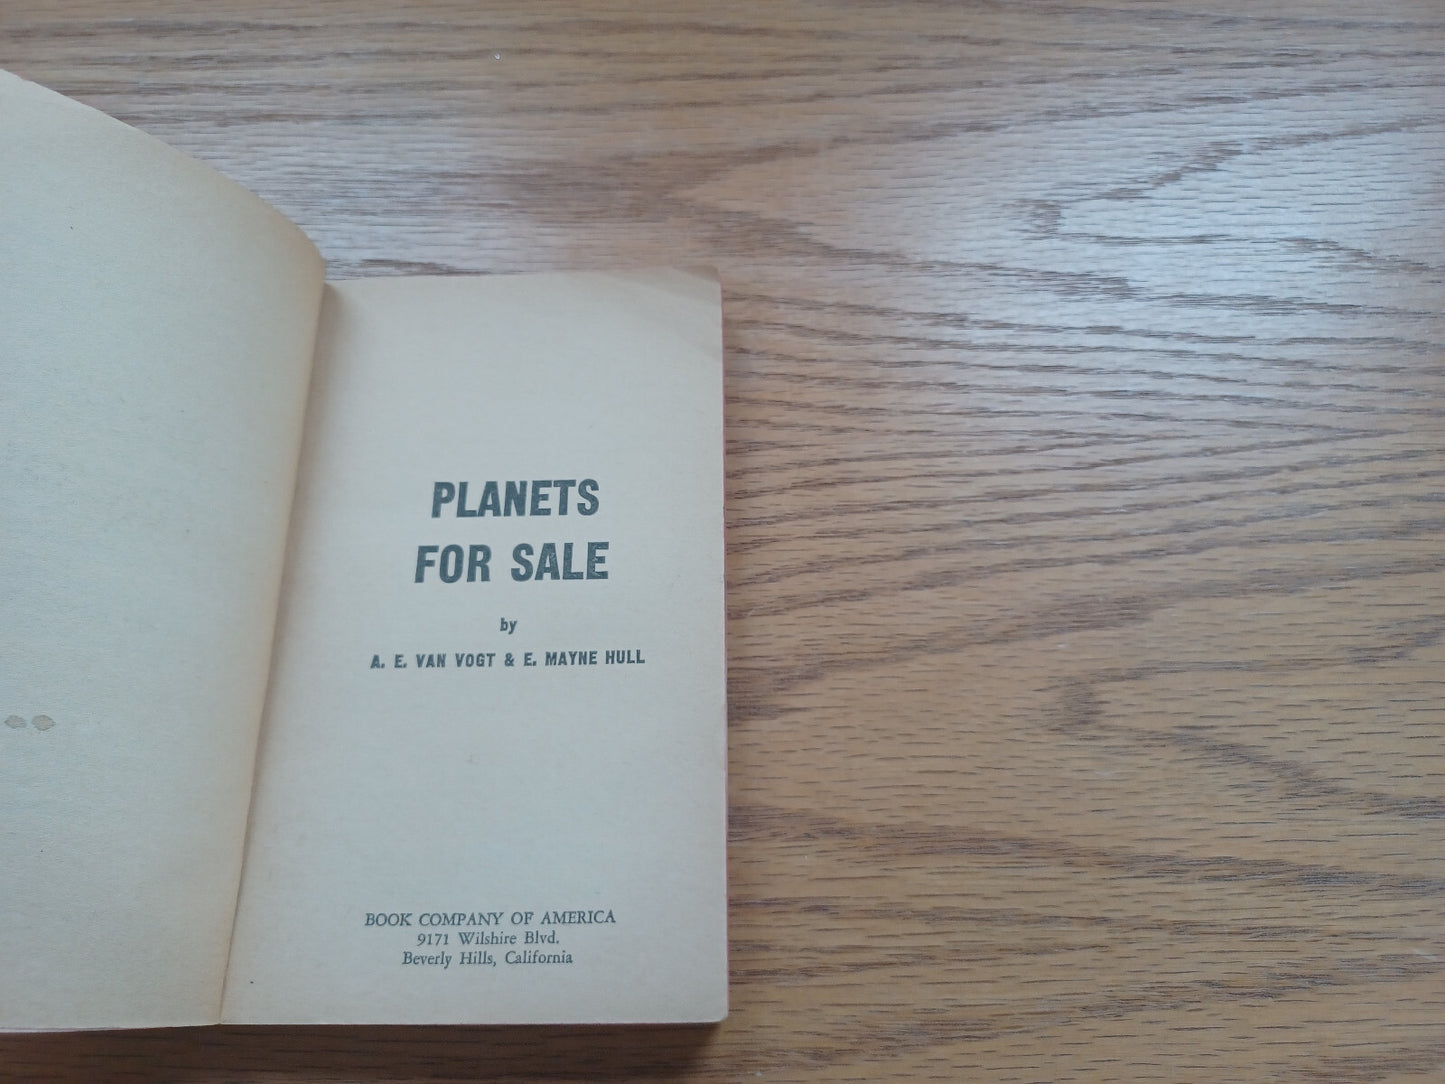 PLANETS
FOR SALE
by
A. E. VAN VOGT & E. MAYNE HULL
BOOK COMPANY OF AMERICA
9171 Wilshire Blvd.
Beverly Hills, California